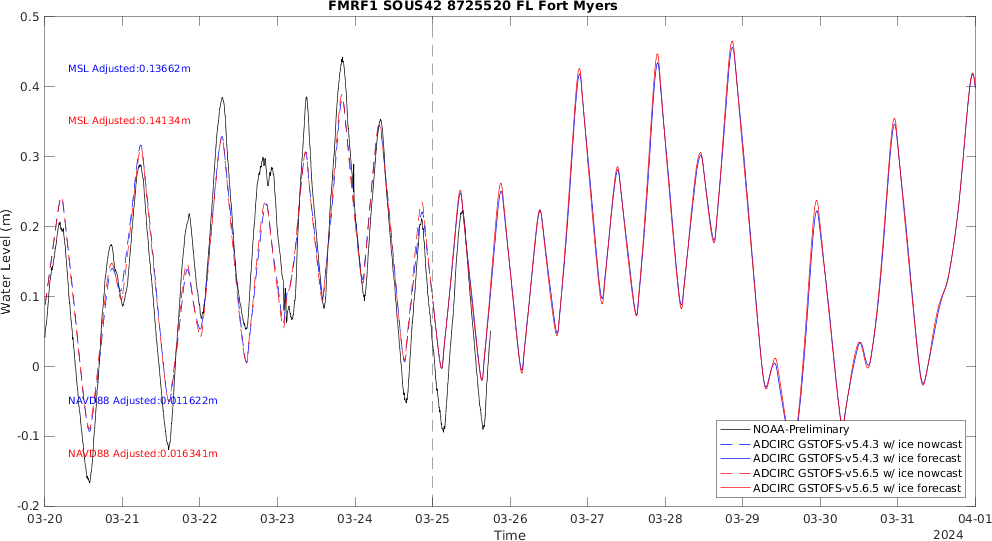 FMRF1 SOUS42 8725520 FL Fort Myers
0.5
0.4
0.3
0.2
0.1
0
-0.1
-0.2
Water Level (m)
MSL Adjusted:0.13662m
MSL Adjusted:0.14134m
NAVD88 Adjusted:0.011622m
NAVD88 Adjusted:0.016341m
NOAA-Preliminary
ADCIRC GSTOFS-v5.4.3 w/ ice nowcast
ADCIRC GSTOFS-v5.4.3 w/ ice forecast
ADCIRC GSTOFS-v5.6.5 w/ ice nowcast
ADCIRC GSTOFS-v5.6.5 w/ ice forecast
03-20 03-21 03-22 03-23 03-24 03-25 03-26 03-27 03-28 03-29 03-30 03-31 04-01
Time
2024